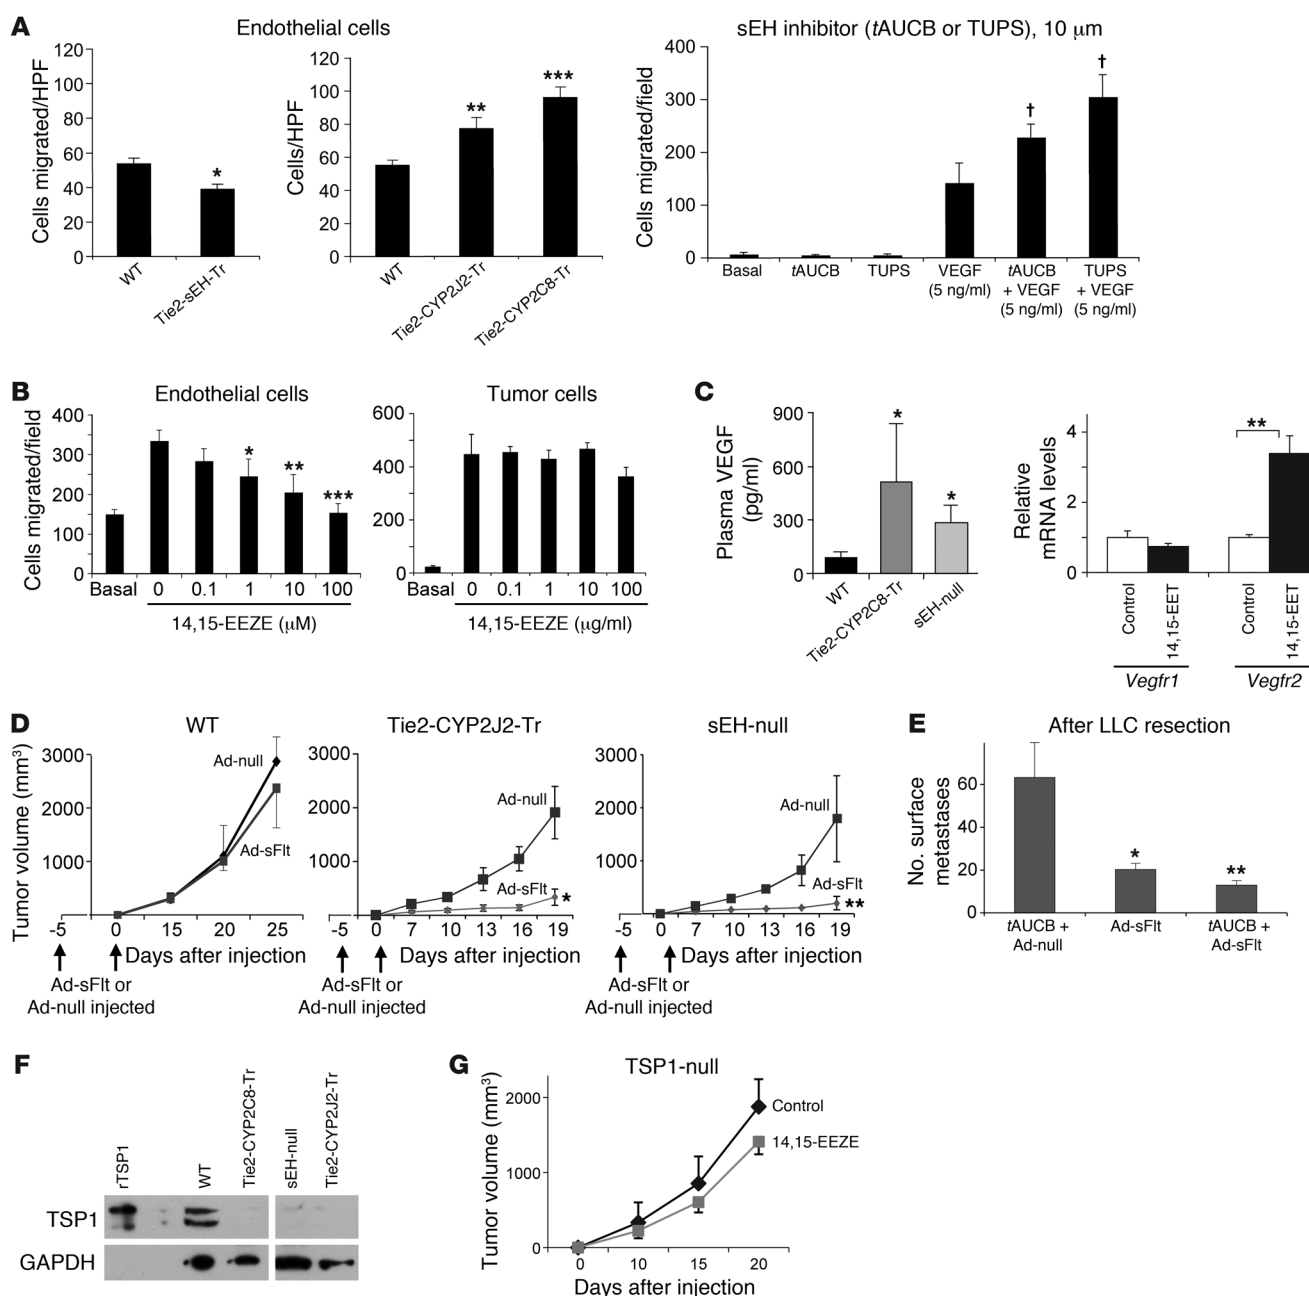 A
Endothelial cells
sEH inhibitor (tAUCB or TUPS), 10 μm
Cells migrated/HPF
120
100
80
60
40
20
0
*
WT
Tie2-sEH-Tr
Cells/HPF
120
100
80
60
40
20
0
**
***
WT
Tie2-CYP2J2-Tr
Tie2-CYP2C8-Tr
Cells migrated/field
400
300
200
100
0
†
†
Basal
tAUCB
TUPS
VEGF
(5 ng/ml)
tAUCB
+ VEGF
(5 ng/ml)
TUPS
+ VEGF
(5 ng/ml)
B
Endothelial cells
Cells migrated/field
400
300
200
100
0
*
**
***
Basal 0 0.1 1 10 100
14,15-EEZE (μM)
Tumor cells
600
400
200
0
Basal 0 0.1 1 10 100
14,15-EEZE (μg/ml)
C
Plasma VEGF
(pg/ml)
900
600
300
0
*
*
WT
Tie2-CYP2C8-Tr
sEH-null
Relative
mRNA levels
4
2
0
**
Control
14,15-EET
Control
14,15-EET
Vegfr1
Vegfr2
D
WT
Tumor volume (mm³)
3000
2000
1000
Ad-null
Ad-sFlt
-5 0 15 20 25
Days after injection
Ad-sFlt or
Ad-null injected
Tie2-CYP2J2-Tr
3000
2000
1000
Ad-null
Ad-sFlt
*
-5 0 7 10 13 16 19
Days after injection
Ad-sFlt or
Ad-null injected
sEH-null
3000
2000
1000
Ad-null
Ad-sFlt
**
-5 0 7 10 13 16 19
Days after injection
Ad-sFlt or
Ad-null injected
E
After LLC resection
No. surface
metastases
60
40
20
0
*
**
tAUCB +
Ad-null
Ad-sFlt
tAUCB +
Ad-sFlt
F
rTSP1
WT
Tie2-CYP2C8-Tr
sEH-null
Tie2-CYP2J2-Tr
TSP1
GAPDH
G
TSP1-null
Tumor volume (mm³)
2000
1000
0
Control
14,15-EEZE
0 10 15 20
Days after injection